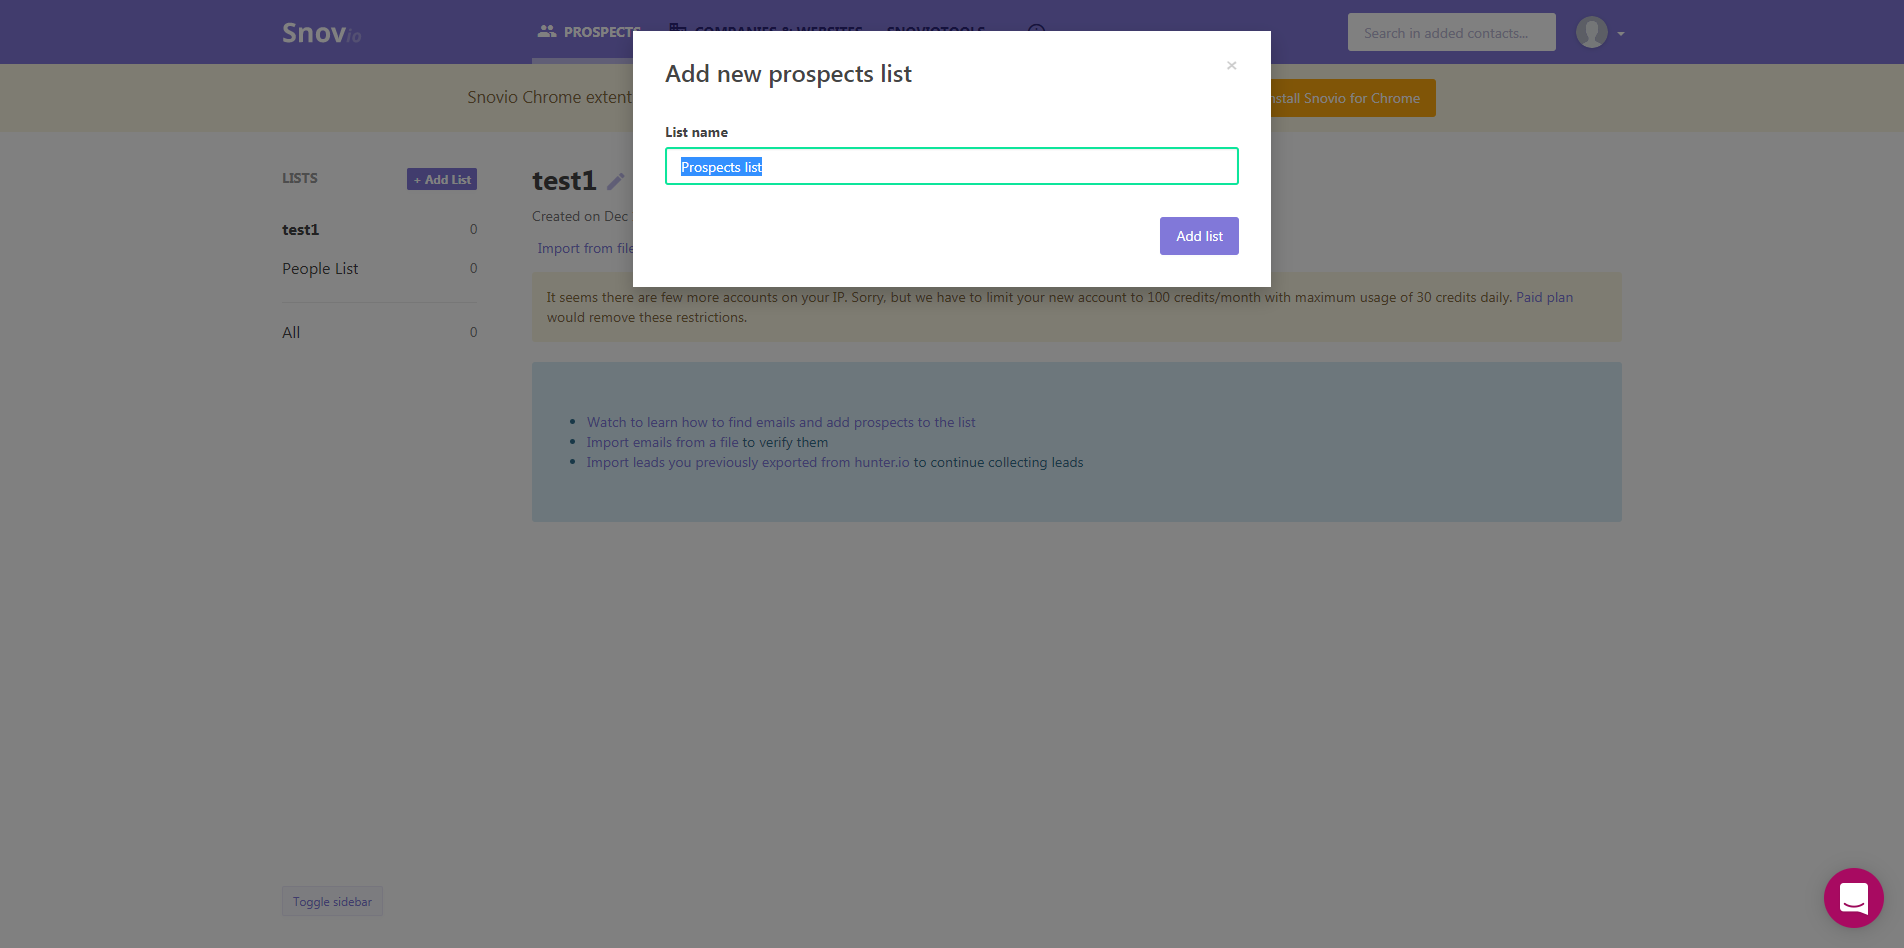 Snovio
PROSPECTS
COMPANIES & WEBSITES
SNOVIOTOOLS
Search in added contacts...
Snovio Chrome extent
nstall Snovio for Chrome
Add new prospects list
×
List name
Prospects list
Add list
LISTS
+ Add List
test1 0
People List 0
All 0
test1
Created on Dec
Import from file
It seems there are few more accounts on your IP. Sorry, but we have to limit your new account to 100 credits/month with maximum usage of 30 credits daily. Paid plan
would remove these restrictions.
• Watch to learn how to find emails and add prospects to the list
• Import emails from a file to verify them
• Import leads you previously exported from hunter.io to continue collecting leads
Toggle sidebar